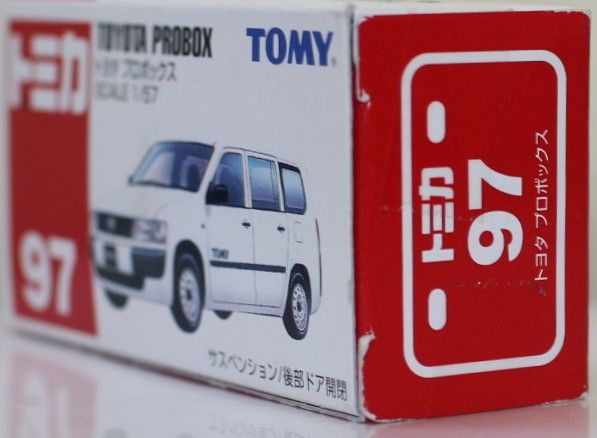 トミカ
97
TOYOTA PROBOX
トヨタ プロボックス
SCALE 1/57
TOMY
TOMY
サスペンション/後部ドア開閉
トミカ
97
トヨタ プロボックス